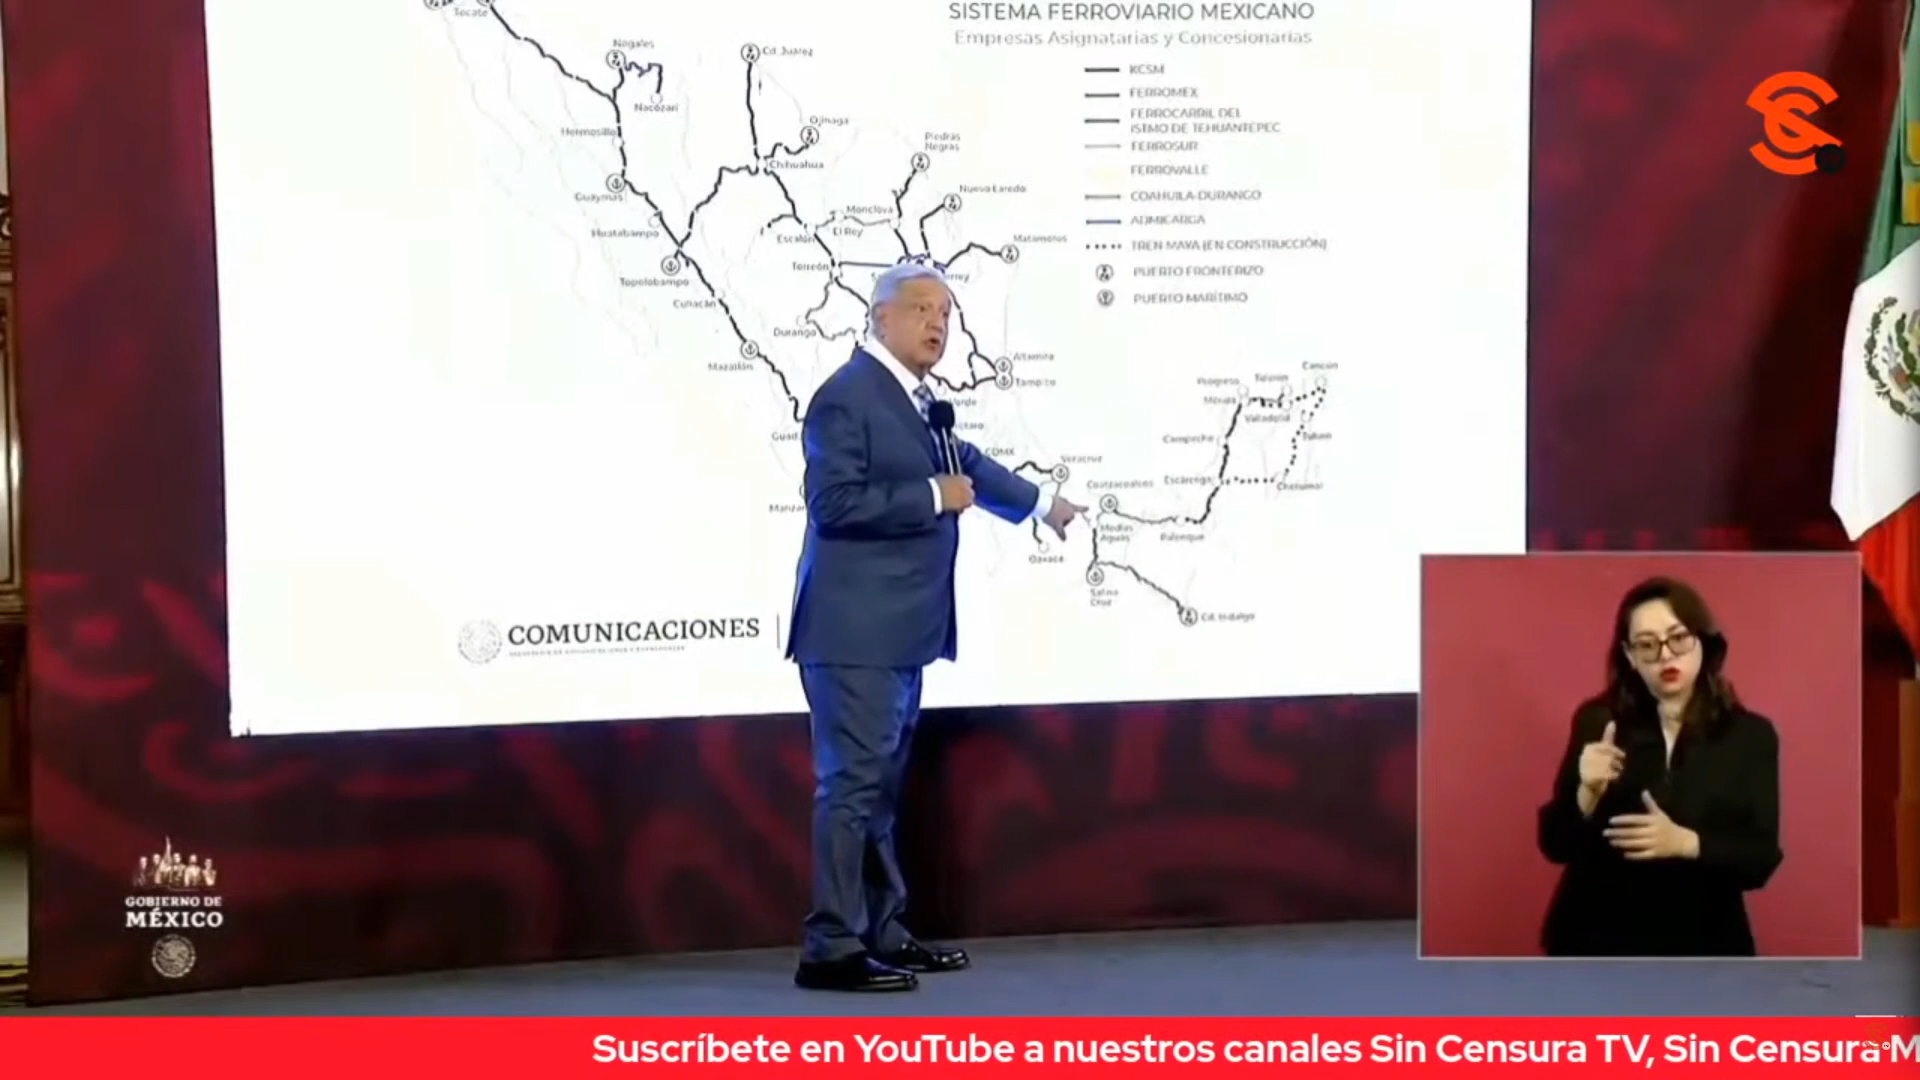 SISTEMA FERROVIARIO MEXICANO
Empresas Asignatarias y Concesionarias
KCSM
FERROMEX
FERROCARRIL DEL
ISTMO DE TEHUANTEPEC
FERROSUR
FERROVALLE
COAHUILA-DURANGO
ADMICARGA
TREN MAYA (EN CONSTRUCCIÓN)
PUERTO FRONTERIZO
PUERTO MARÍTIMO
Tecate
Nogales
Cd. Juárez
Nacozari
Hermosillo
Ojinaga
Piedras
Negras
Chihuahua
Guaymas
Nuevo Laredo
Monclova
Huatabampo
Escalón
El Rey
Matamoros
Torreón
Topolobampo
Culiacán
Durango
Altamira
Mazatlán
Tampico
Verde
Guad
CDMX
Veracruz
Manzan
Coatzacoalcos
Medias
Aguas
Oaxaca
Salina
Cruz
Cd. Hidalgo
Palenque
Escárcega
Campeche
Mérida
Progreso
Valladolid
Cancún
Tulum
Chetumal
COMUNICACIONES
GOBIERNO DE
MÉXICO
Suscríbete en YouTube a nuestros canales Sin Censura TV, Sin Censura M